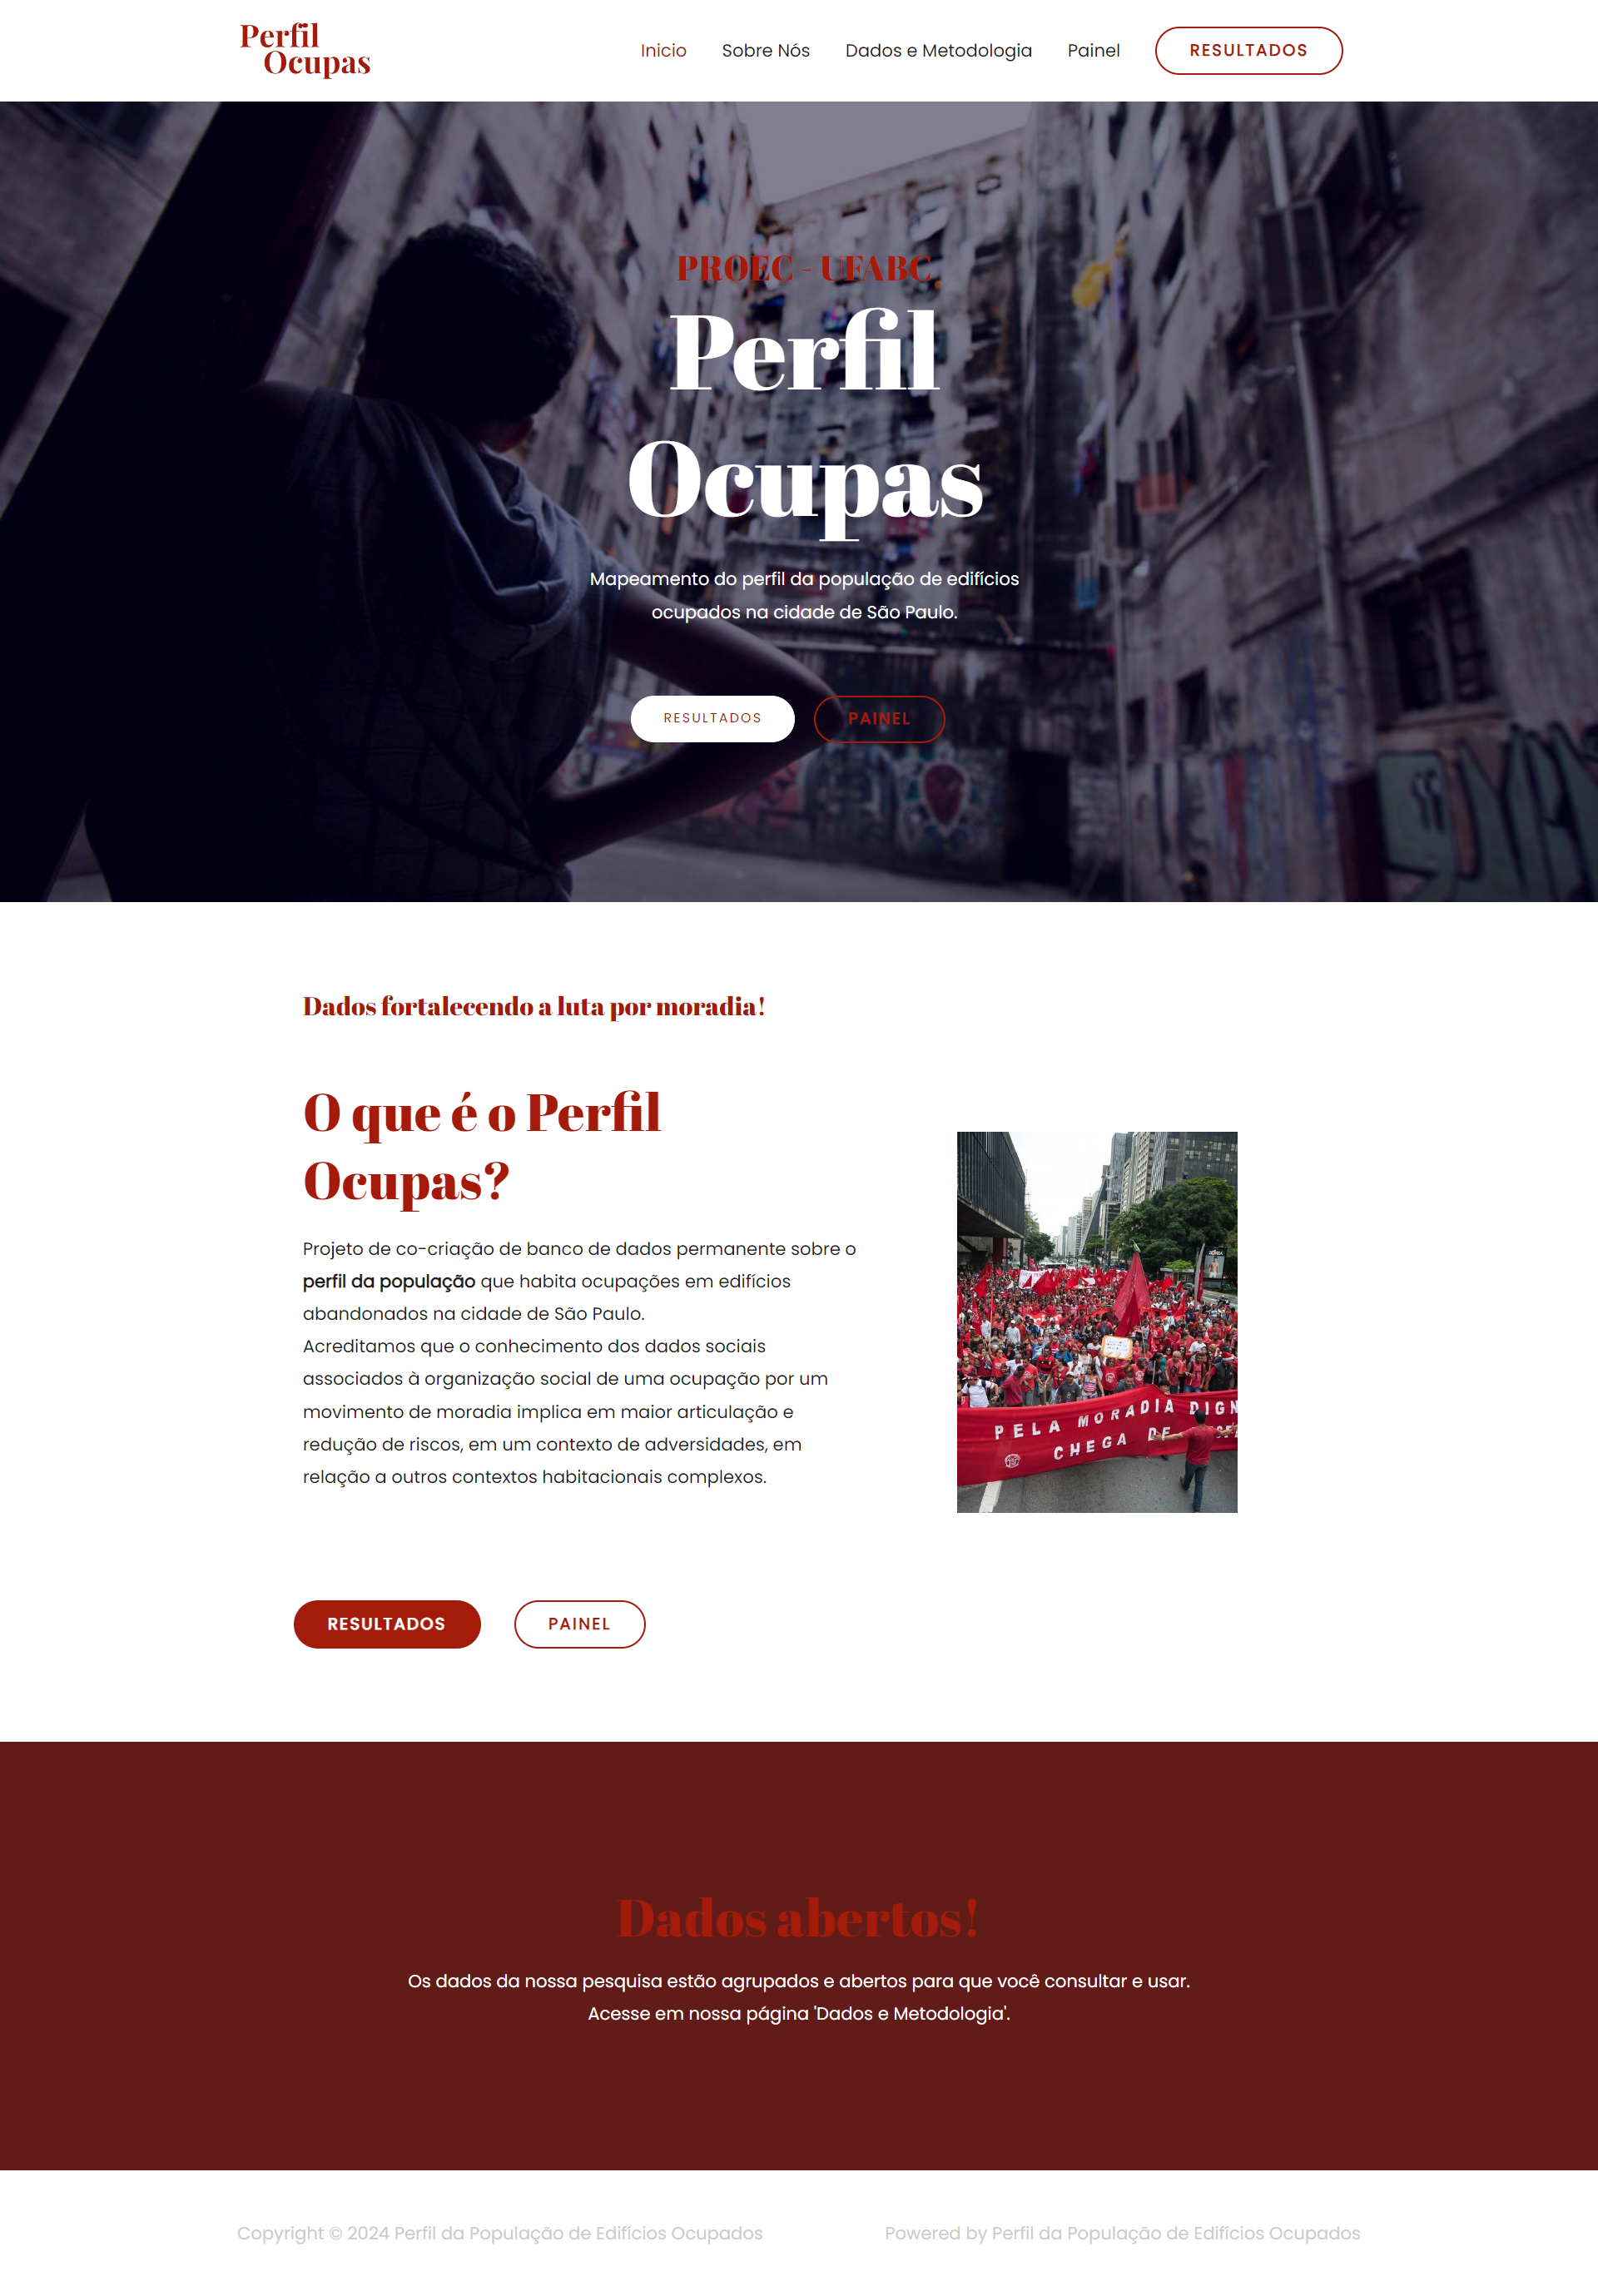 Perfil
Ocupas
Inicio
Sobre Nós
Dados e Metodologia
Painel
RESULTADOS
PROEC - UFABC
Perfil
Ocupas
Mapeamento do perfil da população de edifícios
ocupados na cidade de São Paulo.
RESULTADOS
PAINEL
Dados fortalecendo a luta por moradia!
O que é o Perfil
Ocupas?
Projeto de co-criação de banco de dados permanente sobre o
perfil da população que habita ocupações em edifícios
abandonados na cidade de São Paulo.
Acreditamos que o conhecimento dos dados sociais
associados à organização social de uma ocupação por um
movimento de moradia implica em maior articulação e
redução de riscos, em um contexto de adversidades, em
relação a outros contextos habitacionais complexos.
PELA MORADIA DIGN
CHEGA DE
RESULTADOS
PAINEL
Dados abertos!
Os dados da nossa pesquisa estão agrupados e abertos para que você consultar e usar.
Acesse em nossa página 'Dados e Metodologia'.
Copyright © 2024 Perfil da População de Edifícios Ocupados
Powered by Perfil da População de Edifícios Ocupados